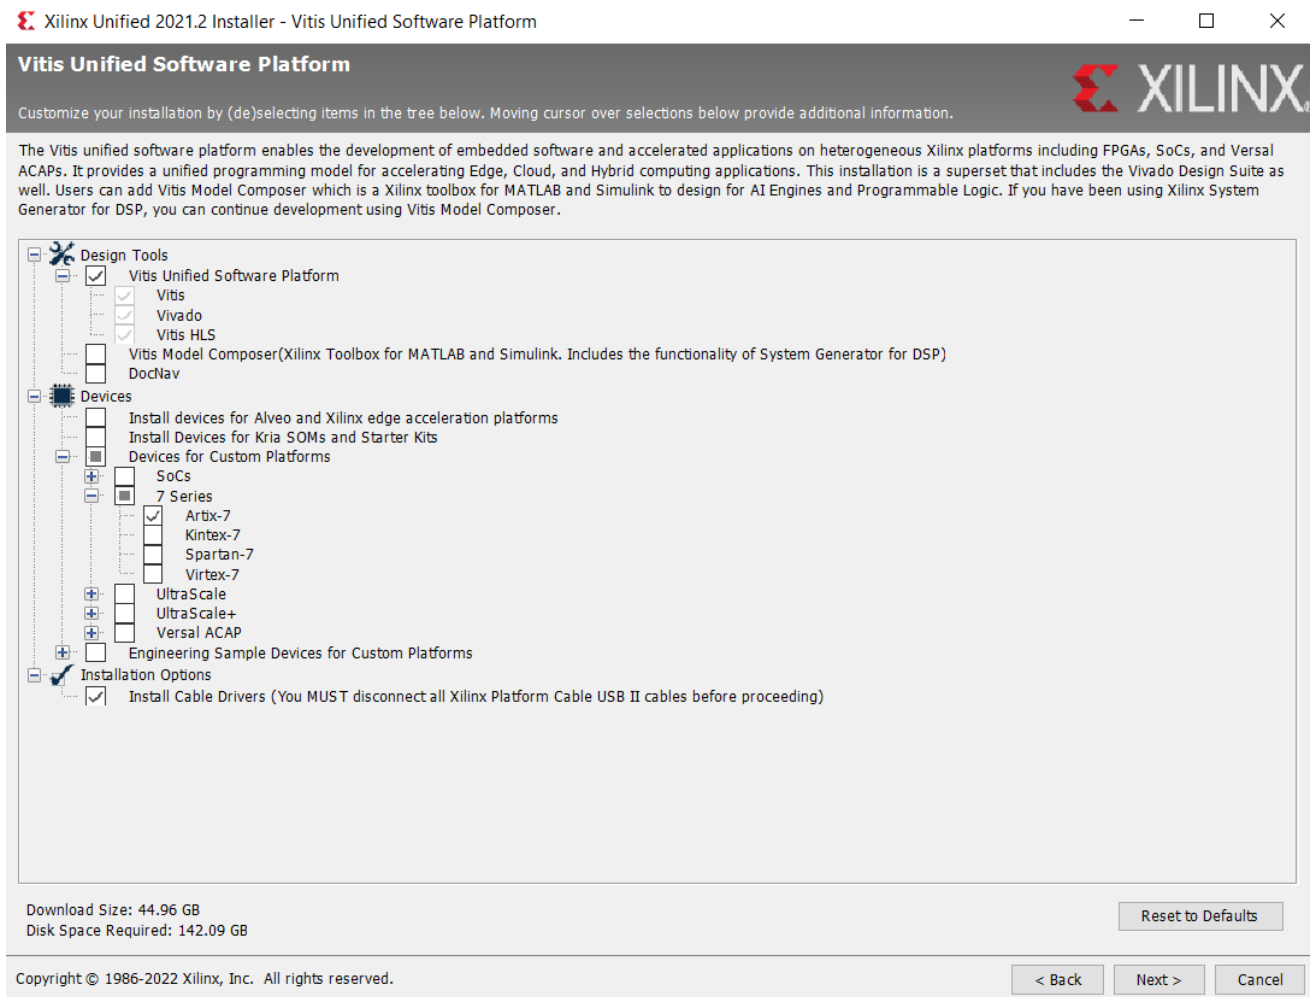 Xilinx Unified 2021.2 Installer - Vitis Unified Software Platform
Vitis Unified Software Platform
XILINX®
Customize your installation by (de)selecting items in the tree below. Moving cursor over selections below provide additional information.
The Vitis unified software platform enables the development of embedded software and accelerated applications on heterogeneous Xilinx platforms including FPGAs, SoCs, and Versal
ACAPs. It provides a unified programming model for accelerating Edge, Cloud, and Hybrid computing applications. This installation is a superset that includes the Vivado Design Suite as
well. Users can add Vitis Model Composer which is a Xilinx toolbox for MATLAB and Simulink to design for AI Engines and Programmable Logic. If you have been using Xilinx System
Generator for DSP, you can continue development using Vitis Model Composer.
Design Tools
Vitis Unified Software Platform
Vitis
Vivado
Vitis HLS
Vitis Model Composer(Xilinx Toolbox for MATLAB and Simulink. Includes the functionality of System Generator for DSP)
DocNav
Devices
Install devices for Alveo and Xilinx edge acceleration platforms
Install Devices for Kria SOMs and Starter Kits
Devices for Custom Platforms
SoCs
7 Series
Artix-7
Kintex-7
Spartan-7
Virtex-7
UltraScale
UltraScale+
Versal ACAP
Engineering Sample Devices for Custom Platforms
Installation Options
Install Cable Drivers (You MUST disconnect all Xilinx Platform Cable USB II cables before proceeding)
Download Size: 44.96 GB
Disk Space Required: 142.09 GB
Reset to Defaults
Copyright © 1986-2022 Xilinx, Inc. All rights reserved.
< Back
Next >
Cancel